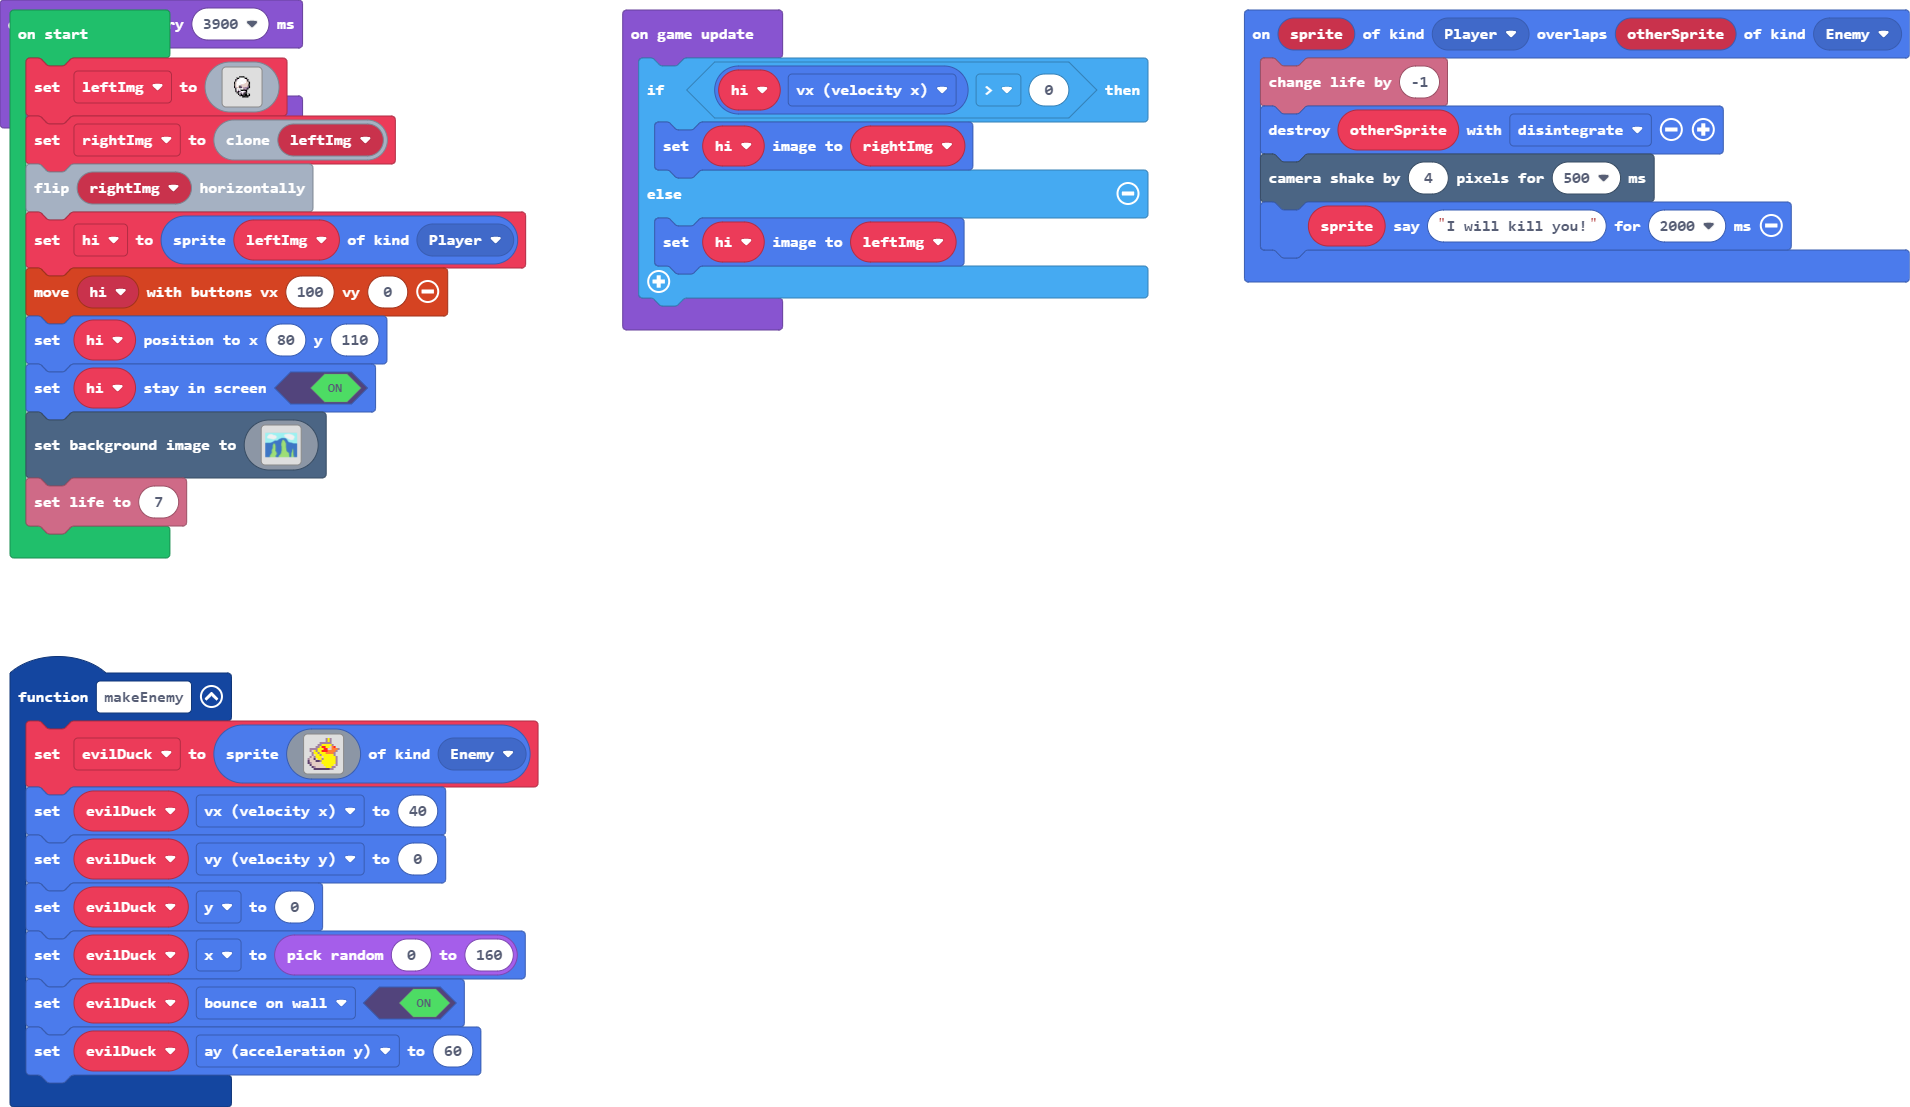 ry 3900 ms
on start
set leftImg to
set rightImg to clone leftImg
flip rightImg horizontally
set hi to sprite leftImg of kind Player
move hi with buttons vx 100 vy 0
set hi position to x 80 y 110
set hi stay in screen ON
set background image to
set life to 7
on game update
if hi vx (velocity x) > 0 then
set hi image to rightImg
else
set hi image to leftImg
on sprite of kind Player overlaps otherSprite of kind Enemy
change life by -1
destroy otherSprite with disintegrate
camera shake by 4 pixels for 500 ms
sprite say "I will kill you!" for 2000 ms
function makeEnemy
set evilDuck to sprite of kind Enemy
set evilDuck vx (velocity x) to 40
set evilDuck vy (velocity y) to 0
set evilDuck y to 0
set evilDuck x to pick random 0 to 160
set evilDuck bounce on wall ON
set evilDuck ay (acceleration y) to 60